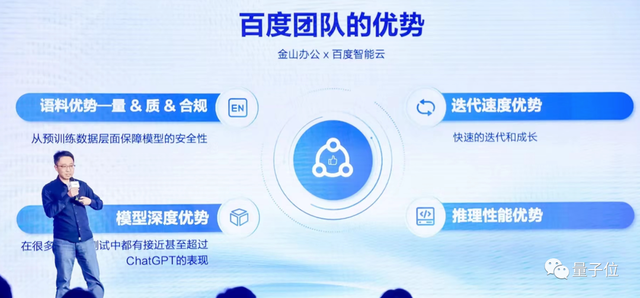 百度团队的优势
金山办公 x 百度智能云
语料优势—量 & 质 & 合规
EN
从预训练数据层面保障模型的安全性
迭代速度优势
快速的迭代和成长
模型深度优势
在很多
试中都有接近甚至超过
ChatGPT的表现
推理性能优势
量子位